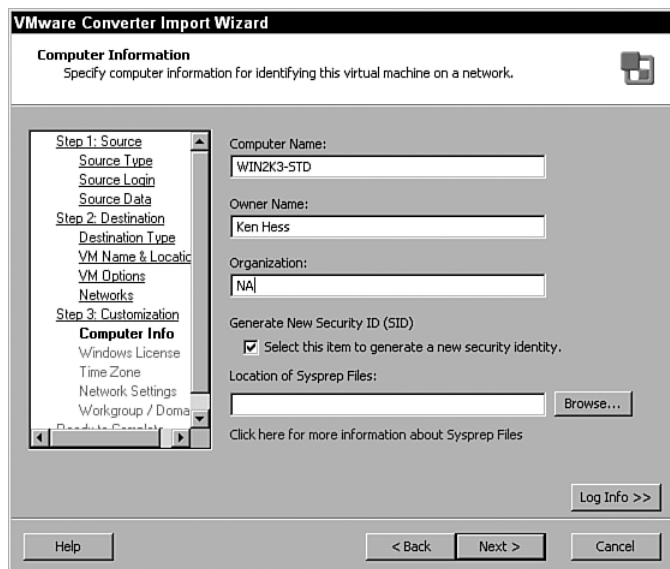 VMware Converter Import Wizard
Computer Information
Specify computer information for identifying this virtual machine on a network.
Step 1: Source
Source Type
Source Login
Source Data
Step 2: Destination
Destination Type
VM Name & Locatic
VM Options
Networks
Step 3: Customization
Computer Info
Windows License
Time Zone
Network Settings
Workgroup / Doma
Ready to Complete
Computer Name:
WIN2K3-STD
Owner Name:
Ken Hess
Organization:
NA
Generate New Security ID (SID)
Select this item to generate a new security identity.
Location of Sysprep Files:
Browse...
Click here for more information about Sysprep Files
Log Info >>
Help
< Back
Next >
Cancel